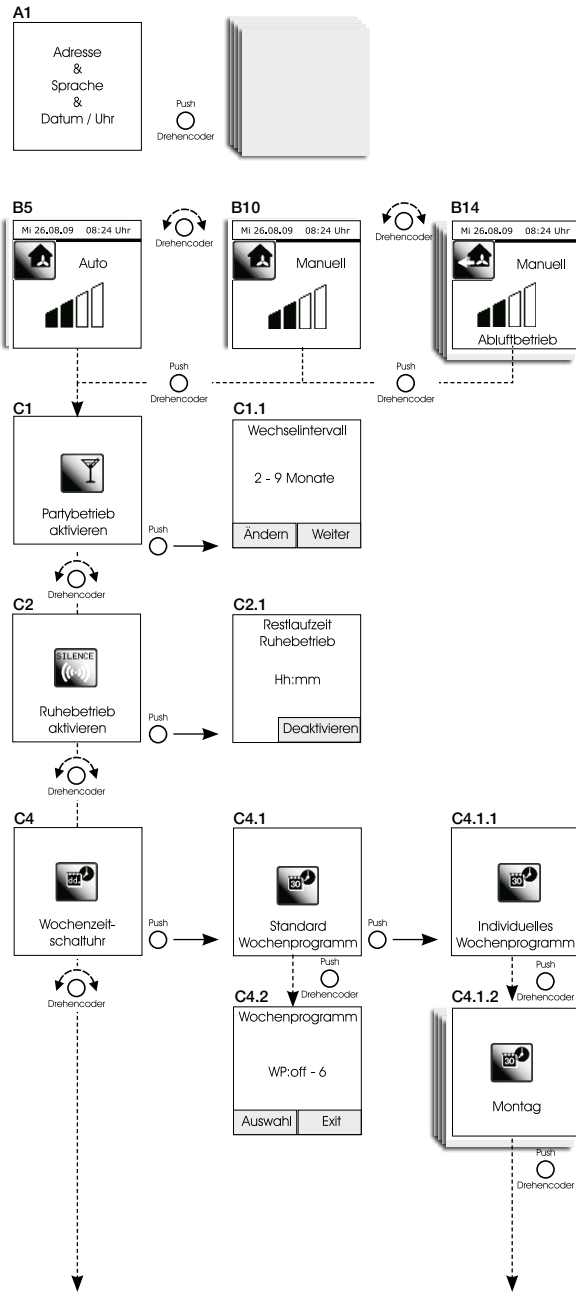 A1
Adresse
&
Sprache
&
Datum / Uhr
Push
Drehencoder
B5
Mi 26.08.09 08:24 Uhr
Auto
Drehencoder
B10
Mi 26.08.09 08:24 Uhr
Manuell
Drehencoder
B14
Mi 26.08.09 08:24 Uhr
Manuell
Abluftbetrieb
Push
Drehencoder
Push
Drehencoder
C1
Partybetrieb
aktivieren
Push
C1.1
Wechselintervall
2 - 9 Monate
Ändern Weiter
Drehencoder
C2
SILENCE
Ruhebetrieb
aktivieren
Push
C2.1
Restlaufzeit
Ruhebetrieb
Hh:mm
Deaktivieren
Drehencoder
C4
dd.
Wochenzeit-
schaltuhr
Push
C4.1
30
Standard
Wochenprogramm
Push
C4.1.1
30
Individuelles
Wochenprogramm
Drehencoder
Push
Drehencoder
Push
Drehencoder
C4.2
Wochenprogramm
WP:off - 6
Auswahl Exit
C4.1.2
30
Montag
Push
Drehencoder